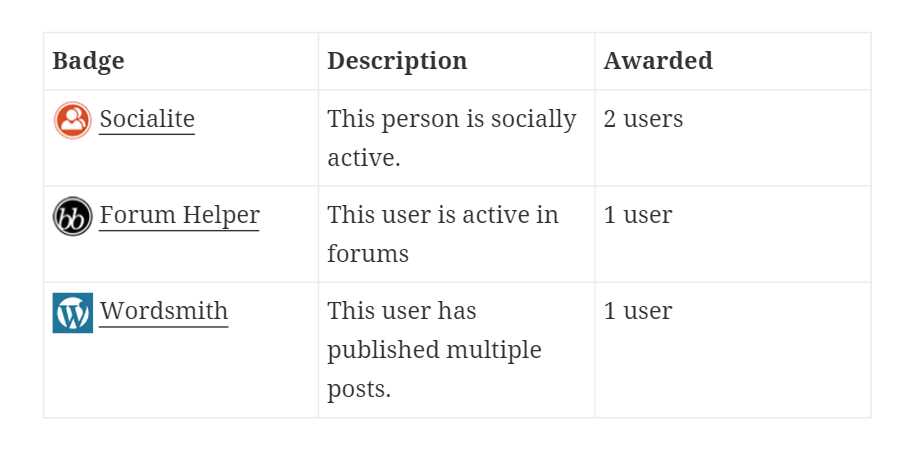 Badge Description Awarded
Socialite This person is socially 2 users
active.
bb Forum Helper This user is active in 1 user
forums
W Wordsmith This user has 1 user
published multiple
posts.